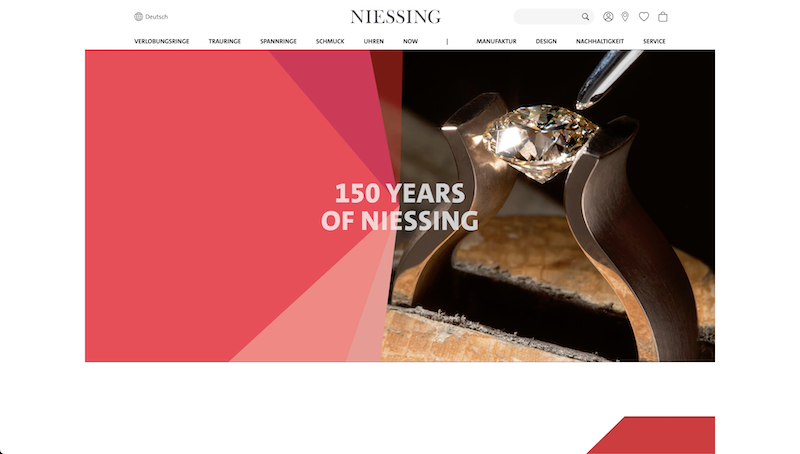 Deutsch
NIESSING
VERLOBUNGSRINGE TRAURINGE SPANNRINGE SCHMUCK UHREN NOW | MANUFAKTUR DESIGN NACHHALTIGKEIT SERVICE
150 YEARS
OF NIESSING